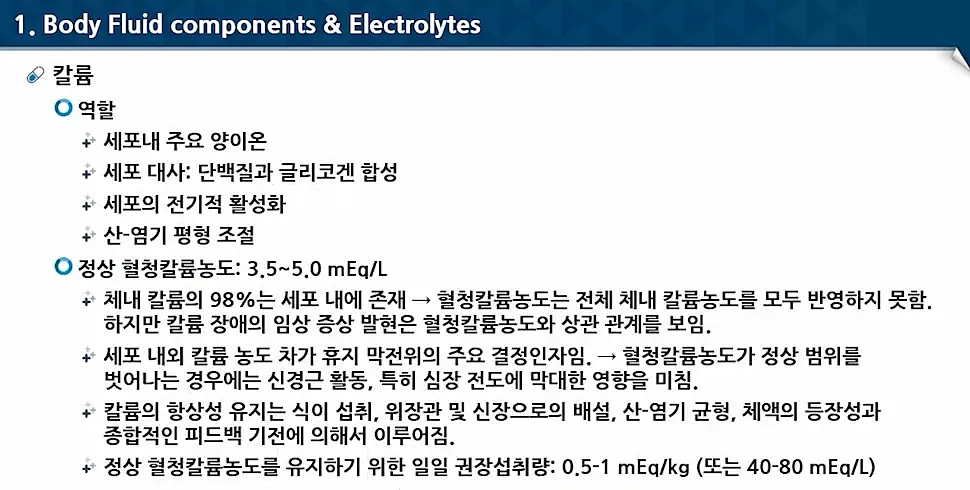 1. Body Fluid components & Electrolytes
칼륨
역할
세포내 주요 양이온
세포 대사: 단백질과 글리코겐 합성
세포의 전기적 활성화
산-염기 평형 조절
정상 혈청칼륨농도: 3.5~5.0 mEq/L
체내 칼륨의 98%는 세포 내에 존재 → 혈청칼륨농도는 전체 체내 칼륨농도를 모두 반영하지 못함.
하지만 칼륨 장애의 임상 증상 발현은 혈청칼륨농도와 상관 관계를 보임.
세포 내외 칼륨 농도 차가 휴지 막전위의 주요 결정인자임. → 혈청칼륨농도가 정상 범위를
벗어나는 경우에는 신경근 활동, 특히 심장 전도에 막대한 영향을 미침.
칼륨의 항상성 유지는 식이 섭취, 위장관 및 신장으로의 배설, 산-염기 균형, 체액의 등장성과
종합적인 피드백 기전에 의해서 이루어짐.
정상 혈청칼륨농도를 유지하기 위한 일일 권장섭취량: 0.5-1 mEq/kg (또는 40-80 mEq/L)